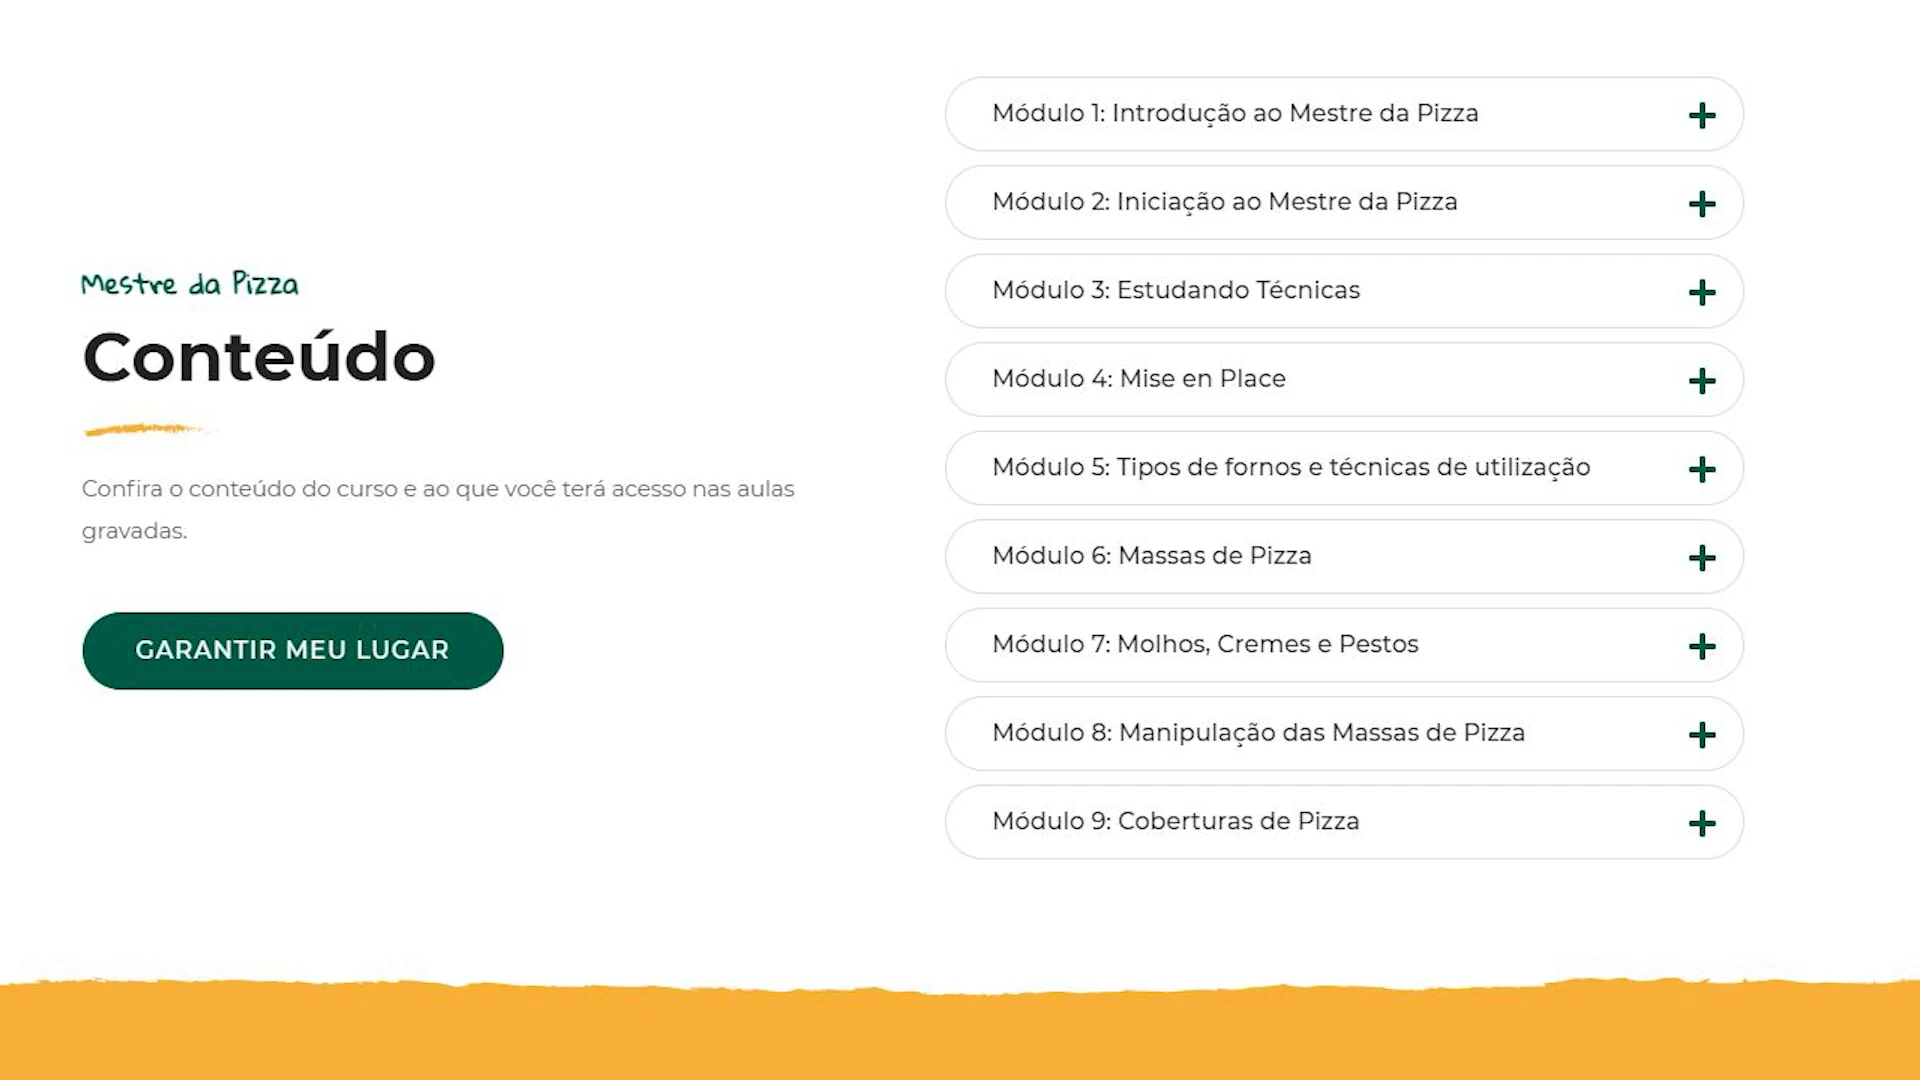 Mestre da Pizza
Conteúdo
Confira o conteúdo do curso e ao que você terá acesso nas aulas
gravadas.
GARANTIR MEU LUGAR
Módulo 1: Introdução ao Mestre da Pizza
Módulo 2: Iniciação ao Mestre da Pizza
Módulo 3: Estudando Técnicas
Módulo 4: Mise en Place
Módulo 5: Tipos de fornos e técnicas de utilização
Módulo 6: Massas de Pizza
Módulo 7: Molhos, Cremes e Pestos
Módulo 8: Manipulação das Massas de Pizza
Módulo 9: Coberturas de Pizza